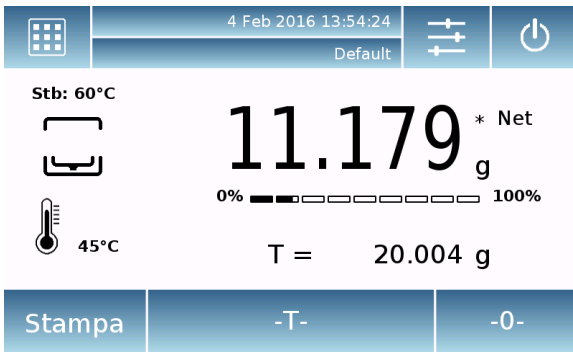 4 Feb 2016 13:54:24
Default
Stb: 60°C
11.179 * Net
g
0% 100%
45°C
T = 20.004 g
Stampa -T- -0-